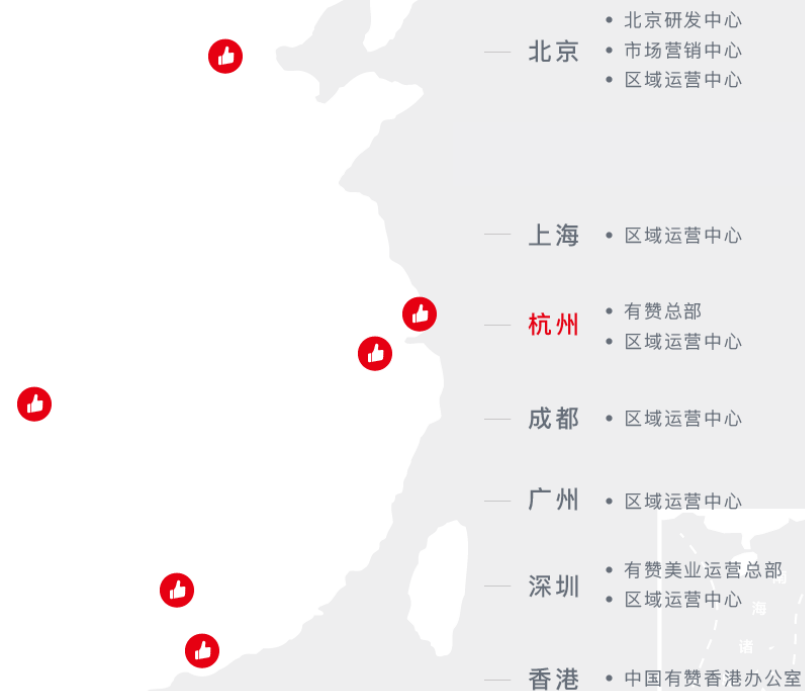 北京
• 北京研发中心
• 市场营销中心
• 区域运营中心
上海
• 区域运营中心
杭州
• 有赞总部
• 区域运营中心
成都
• 区域运营中心
广州
• 区域运营中心
深圳
• 有赞美业运营总部
• 区域运营中心
海
诸
香港
• 中国有赞香港办公室